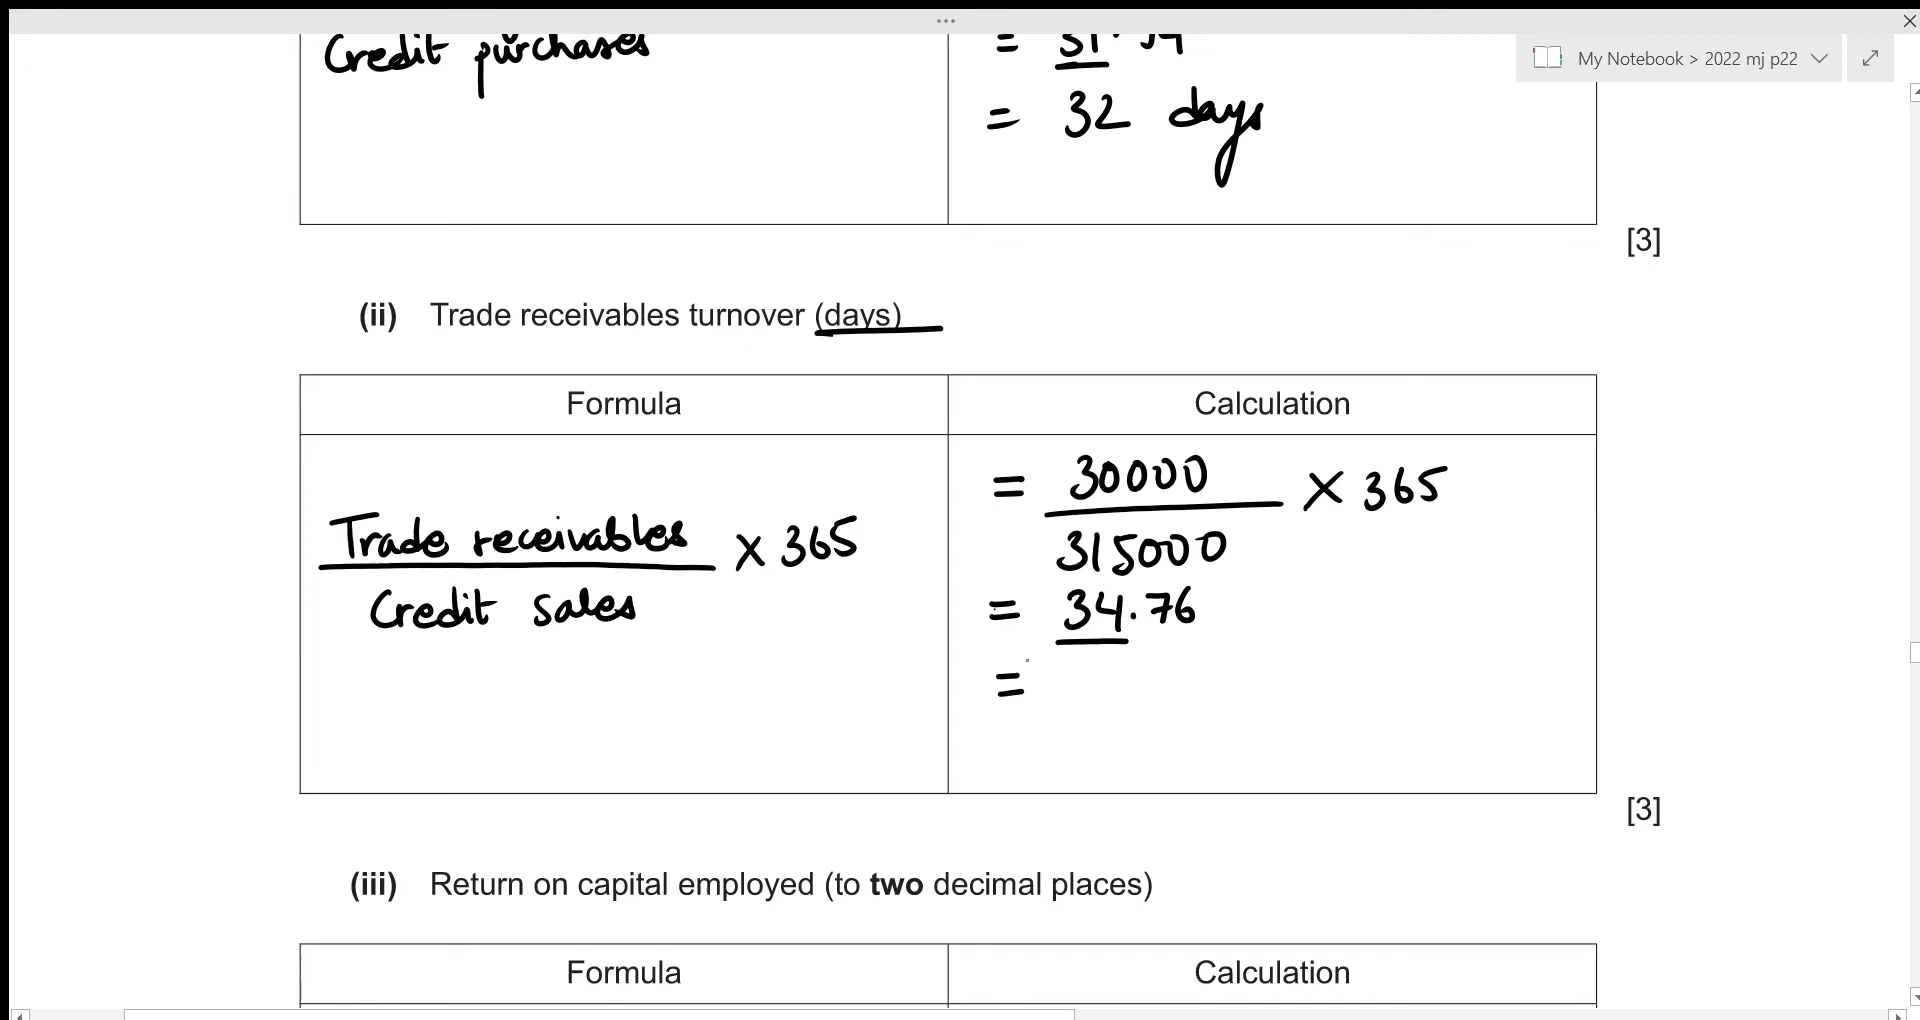 My Notebook > 2022 mj p22
Credit purchases
= 32 days
[3]
(ii) Trade receivables turnover (days)
Formula Calculation
Trade receivables × 365
Credit sales
= 30000 × 365
315000
= 34.76
=
[3]
(iii) Return on capital employed (to two decimal places)
Formula Calculation